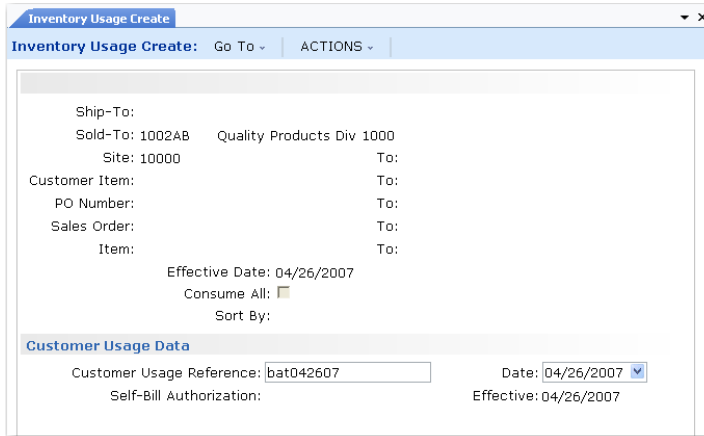 Inventory Usage Create
Inventory Usage Create: Go To ACTIONS
Ship-To:
Sold-To: 1002AB Quality Products Div 1000
Site: 10000 To:
Customer Item: To:
PO Number: To:
Sales Order: To:
Item: To:
Effective Date: 04/26/2007
Consume All:
Sort By:
Customer Usage Data
Customer Usage Reference: bat042607 Date: 04/26/2007
Self-Bill Authorization: Effective: 04/26/2007